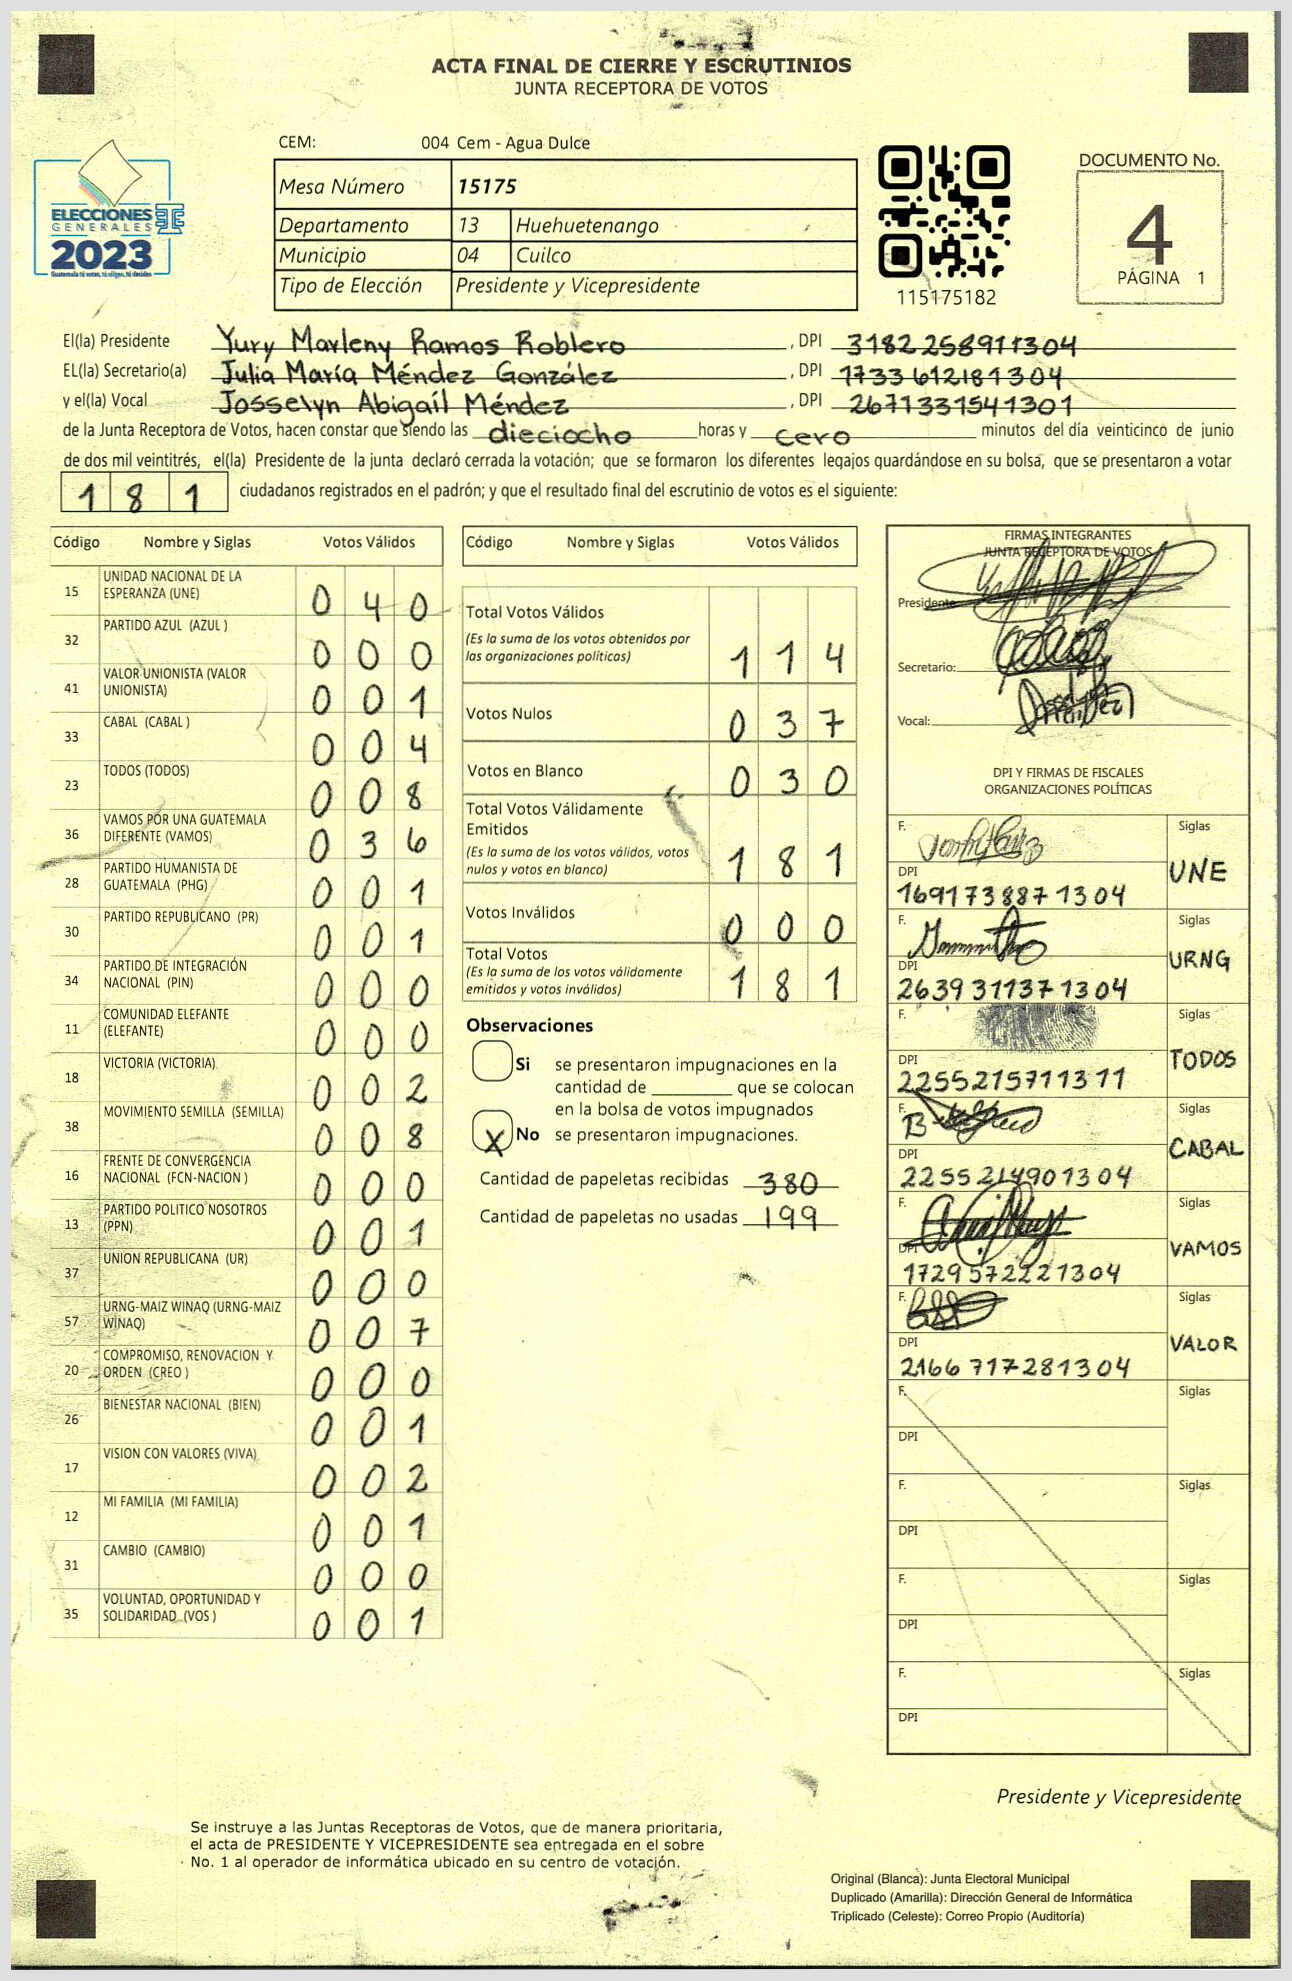 ACTA FINAL DE CIERRE Y ESCRUTINIOS
JUNTA RECEPTORA DE VOTOS
CEM: 004 Cem - Agua Dulce
ELECCIONES
GENERALES
2023
Guatemala tú votas, tú eliges, tú decides
Mesa Número 15175
Departamento 13 Huehuetenango
Municipio 04 Cuilco
Tipo de Elección Presidente y Vicepresidente
115175182
DOCUMENTO No.
4
PÁGINA 1
El(la) Presidente Yury Marleny Ramos Roblero, DPI 3182258911304
EL(la) Secretario(a) Julia María Méndez González, DPI 1733612181304
y el(la) Vocal Josselyn Abigaíl Méndez, DPI 2671331541301
de la Junta Receptora de Votos, hacen constar que siendo las dieciocho horas y cero minutos del día veinticinco de junio
de dos mil veintitrés, el(la) Presidente de la junta declaró cerrada la votación; que se formaron los diferentes legajos guardándose en su bolsa, que se presentaron a votar
181 ciudadanos registrados en el padrón; y que el resultado final del escrutinio de votos es el siguiente:
Código Nombre y Siglas Votos Válidos
15 UNIDAD NACIONAL DE LA ESPERANZA (UNE) 0 4 0
32 PARTIDO AZUL (AZUL ) 0 0 0
41 VALOR UNIONISTA (VALOR UNIONISTA) 0 0 1
33 CABAL (CABAL ) 0 0 4
23 TODOS (TODOS) 0 0 8
36 VAMOS POR UNA GUATEMALA DIFERENTE (VAMOS) 0 3 6
28 PARTIDO HUMANISTA DE GUATEMALA (PHG) 0 0 1
30 PARTIDO REPUBLICANO (PR) 0 0 1
34 PARTIDO DE INTEGRACIÓN NACIONAL (PIN) 0 0 0
11 COMUNIDAD ELEFANTE (ELEFANTE) 0 0 0
18 VICTORIA (VICTORIA) 0 0 2
38 MOVIMIENTO SEMILLA (SEMILLA) 0 0 8
16 FRENTE DE CONVERGENCIA NACIONAL (FCN-NACION ) 0 0 0
13 PARTIDO POLITICO NOSOTROS (PPN) 0 0 1
37 UNION REPUBLICANA (UR) 0 0 0
57 URNG-MAIZ WINAQ (URNG-MAIZ WINAQ) 0 0 7
20 COMPROMISO, RENOVACION Y ORDEN (CREO ) 0 0 0
26 BIENESTAR NACIONAL (BIEN) 0 0 1
17 VISION CON VALORES (VIVA) 0 0 2
12 MI FAMILIA (MI FAMILIA) 0 0 1
31 CAMBIO (CAMBIO) 0 0 0
35 VOLUNTAD, OPORTUNIDAD Y SOLIDARIDAD (VOS ) 0 0 1
Código Nombre y Siglas Votos Válidos
Total Votos Válidos
(Es la suma de los votos obtenidos por
las organizaciones políticas) 1 1 4
Votos Nulos 0 3 7
Votos en Blanco 0 3 0
Total Votos Válidamente
Emitidos
(Es la suma de los votos válidos, votos
nulos y votos en blanco) 1 8 1
Votos Inválidos 0 0 0
Total Votos
(Es la suma de los votos válidamente
emitidos y votos inválidos) 1 8 1
Observaciones
Si se presentaron impugnaciones en la
cantidad de ________ que se colocan
en la bolsa de votos impugnados
X No se presentaron impugnaciones.
Cantidad de papeletas recibidas 380
Cantidad de papeletas no usadas 199
FIRMAS INTEGRANTES
JUNTA RECEPTORA DE VOTOS
Presidente
Secretario:
Vocal:
DPI Y FIRMAS DE FISCALES
ORGANIZACIONES POLÍTICAS
F. Siglas
DPI UNE
1691738871304
F. Siglas
DPI URNG
2639311371304
F. Siglas
DPI TODOS
2255215711311
F. Siglas
DPI CABAL
2255214901304
F. Siglas
DPI VAMOS
1729572221304
F. Siglas
DPI VALOR
2166717281304
F. Siglas
DPI
F. Siglas
DPI
F. Siglas
DPI
F. Siglas
DPI
Presidente y Vicepresidente
Se instruye a las Juntas Receptoras de Votos, que de manera prioritaria,
el acta de PRESIDENTE Y VICEPRESIDENTE sea entregada en el sobre
No. 1 al operador de informática ubicado en su centro de votación.
Original (Blanca): Junta Electoral Municipal
Duplicado (Amarilla): Dirección General de Informática
Triplicado (Celeste): Correo Propio (Auditoría)